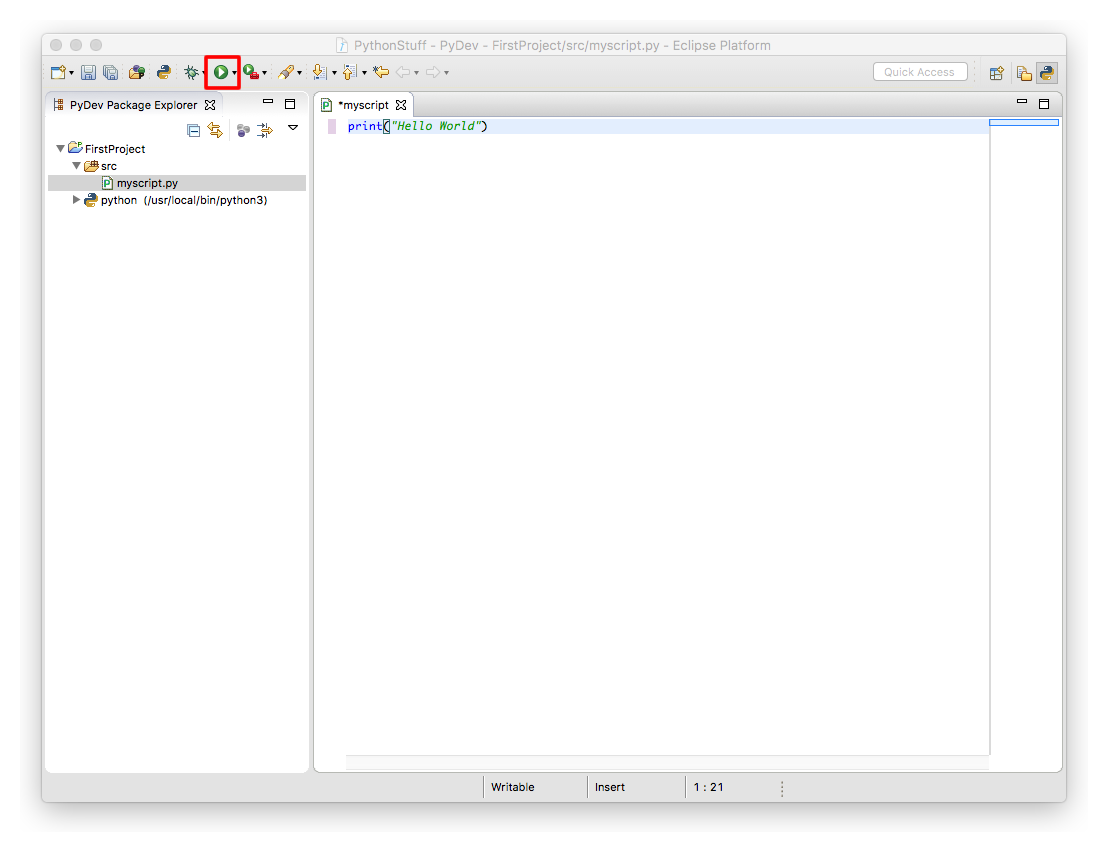 PythonStuff - PyDev - FirstProject/src/myscript.py - Eclipse Platform
Quick Access
PyDev Package Explorer
*myscript
print("Hello World")
FirstProject
src
myscript.py
python (/usr/local/bin/python3)
Writable
Insert
1 : 21